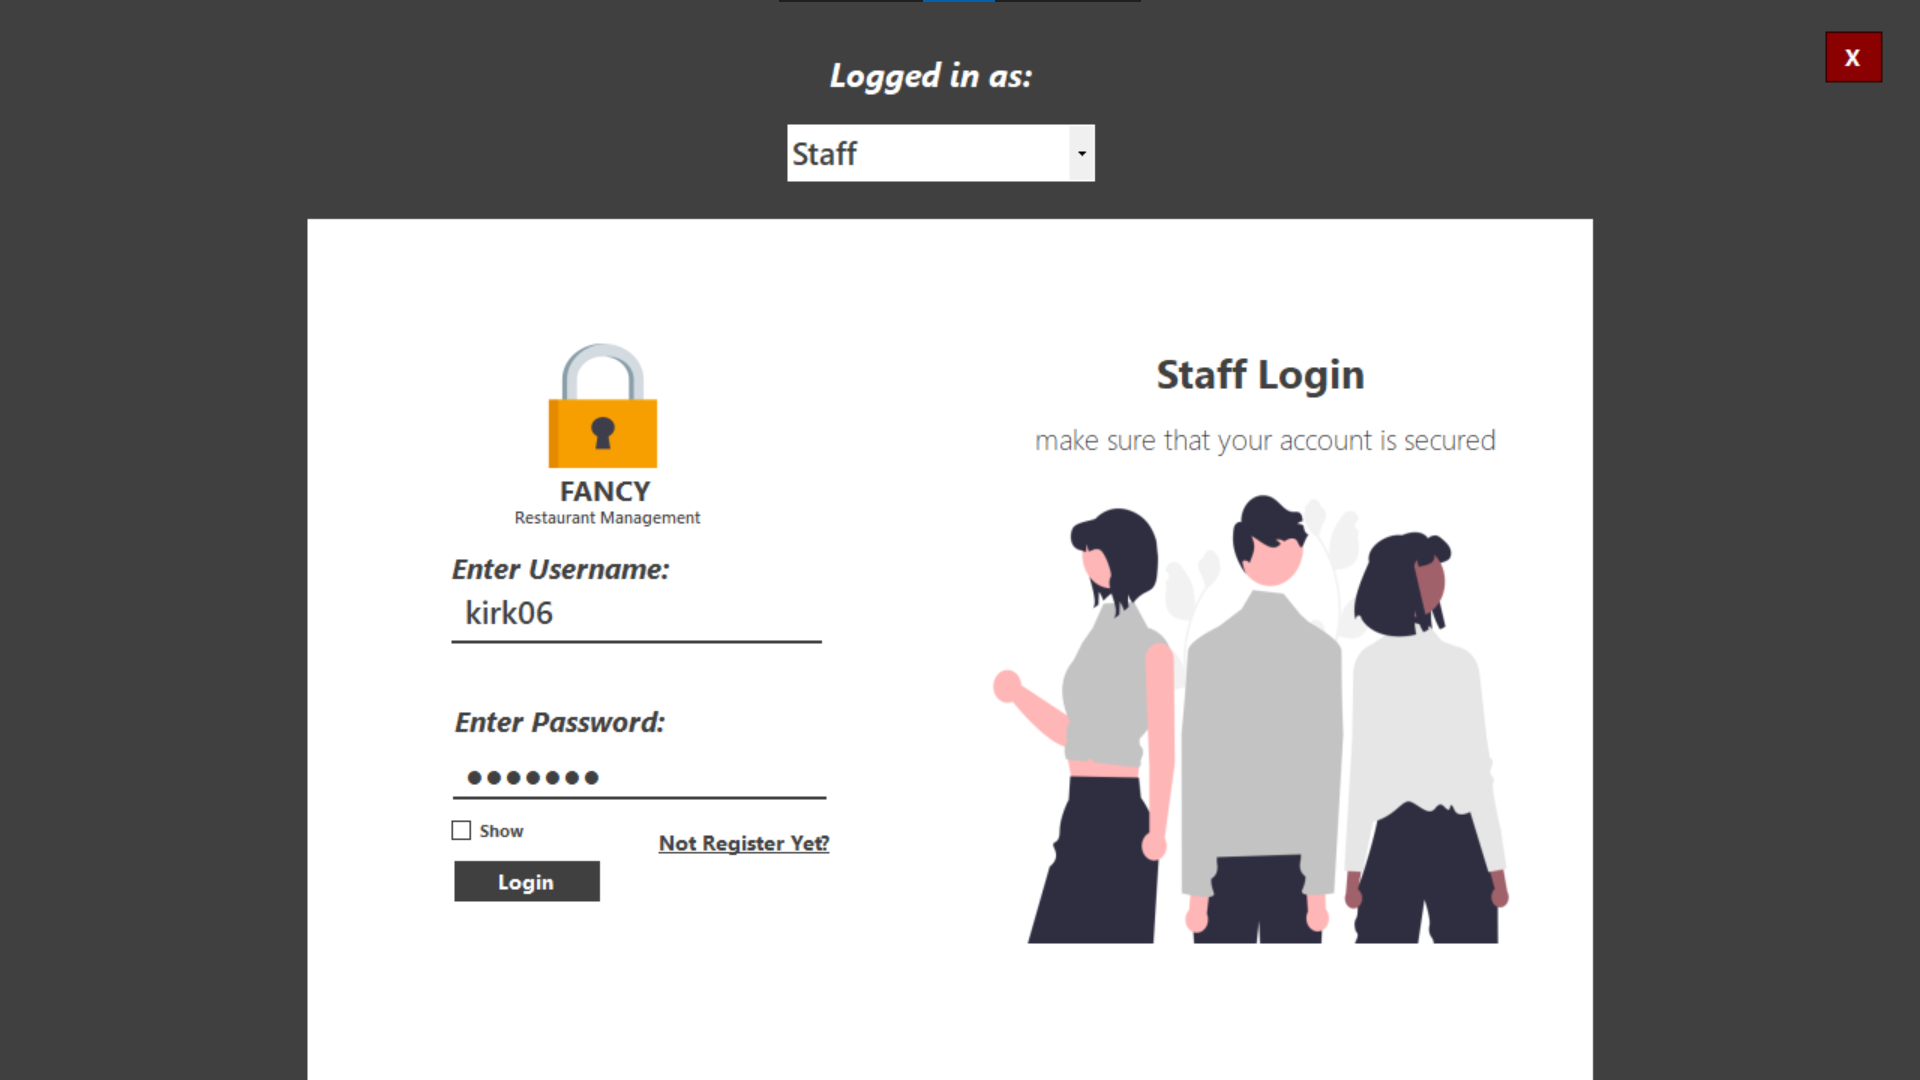 Logged in as:
X
Staff
FANCY
Restaurant Management
Enter Username:
kirk06
Enter Password:
●●●●●●●
Show
Not Register Yet?
Login
Staff Login
make sure that your account is secured